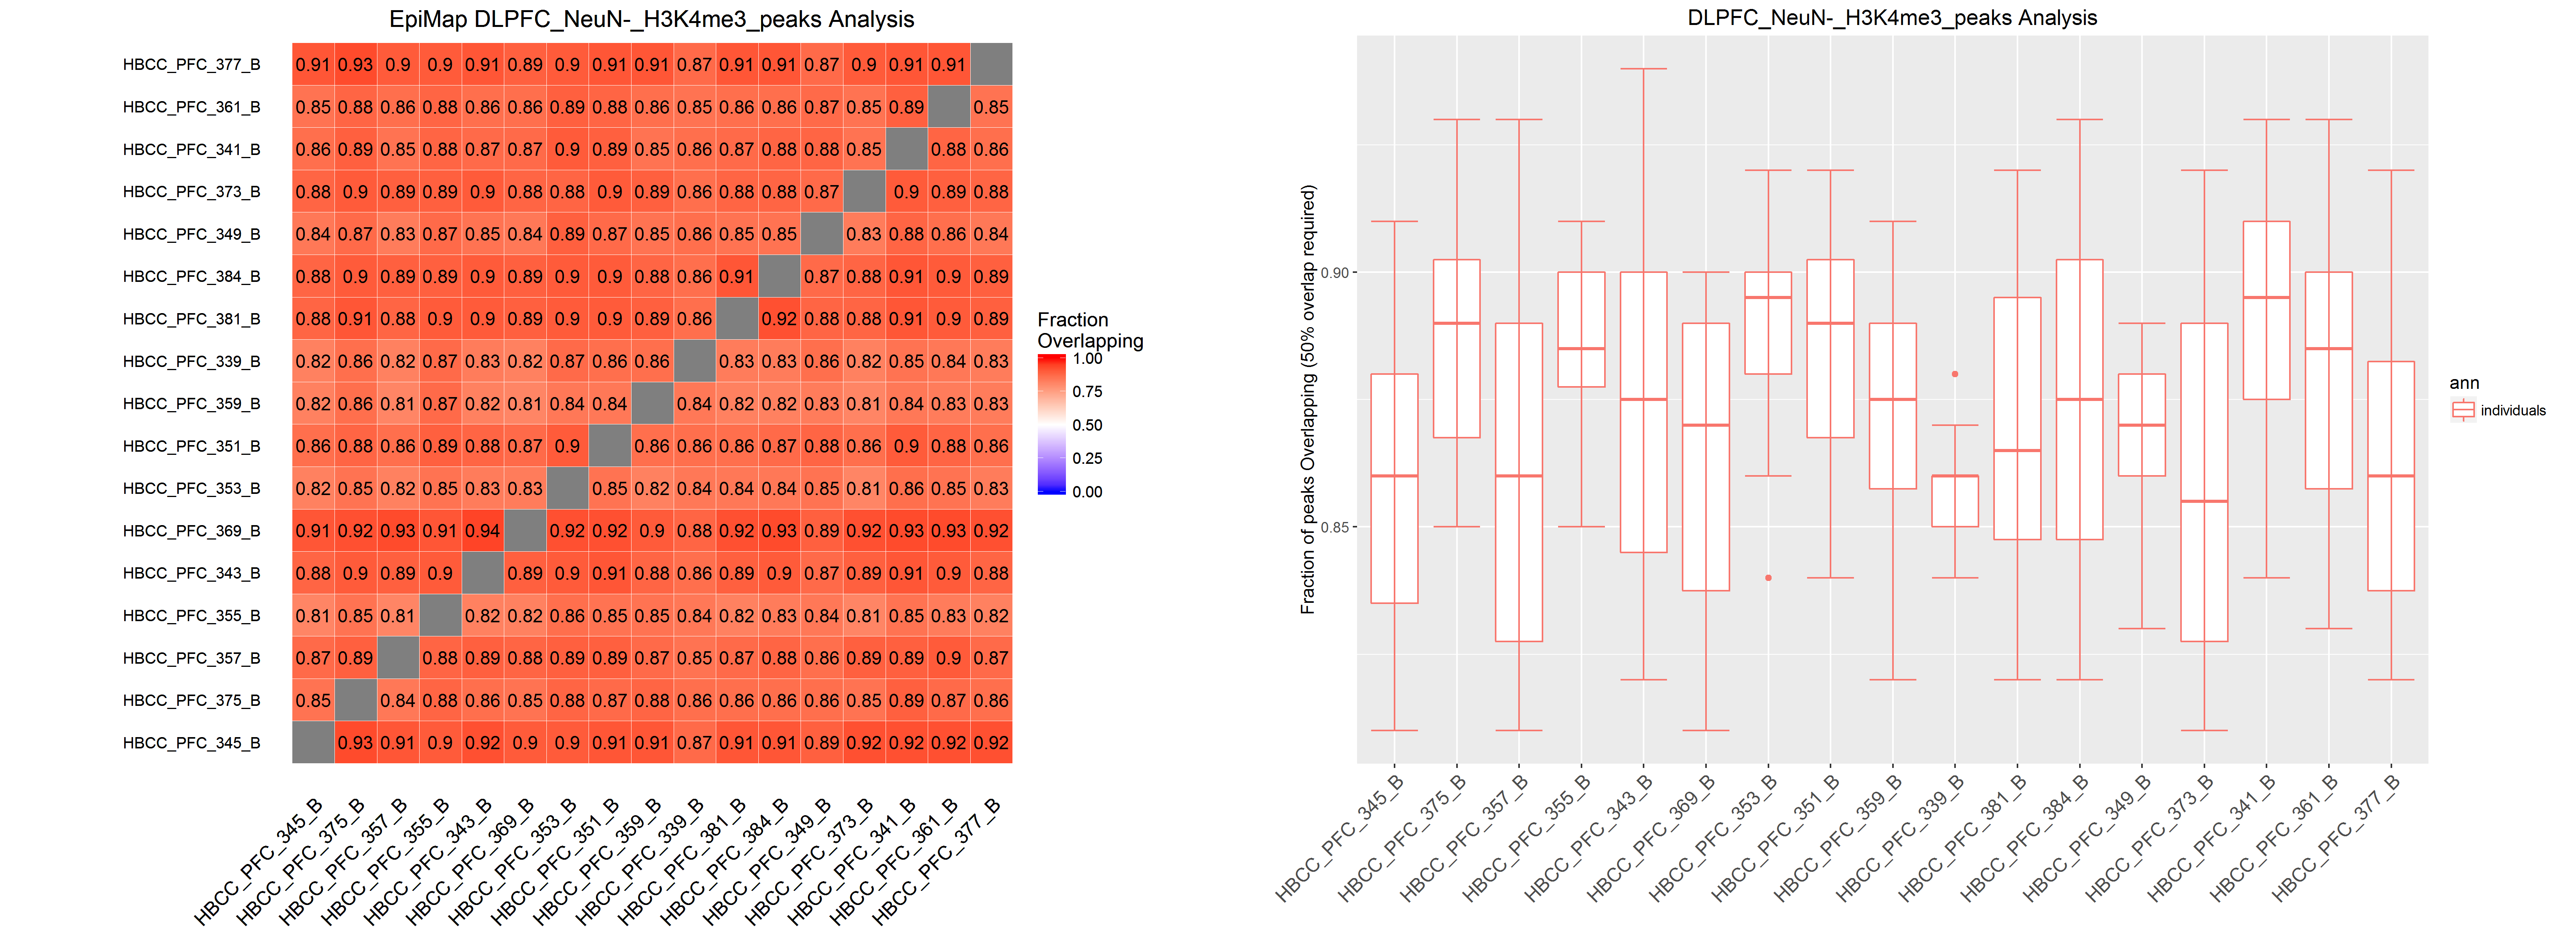 EpiMap DLPFC_NeuN-_H3K4me3_peaks Analysis
HBCC_PFC_377_B 0.91 0.93 0.9 0.9 0.91 0.89 0.9 0.91 0.91 0.87 0.91 0.91 0.87 0.9 0.91 0.91
HBCC_PFC_361_B 0.85 0.88 0.86 0.88 0.86 0.86 0.89 0.88 0.86 0.85 0.86 0.86 0.87 0.85 0.89 0.85
HBCC_PFC_341_B 0.86 0.89 0.85 0.88 0.87 0.87 0.9 0.89 0.85 0.86 0.87 0.88 0.88 0.85 0.88 0.86
HBCC_PFC_373_B 0.88 0.9 0.89 0.89 0.9 0.88 0.88 0.9 0.89 0.86 0.88 0.88 0.87 0.9 0.89 0.88
HBCC_PFC_349_B 0.84 0.87 0.83 0.87 0.85 0.84 0.89 0.87 0.85 0.86 0.85 0.85 0.83 0.88 0.86 0.84
HBCC_PFC_384_B 0.88 0.9 0.89 0.89 0.9 0.89 0.9 0.9 0.88 0.86 0.91 0.87 0.88 0.91 0.9 0.89
HBCC_PFC_381_B 0.88 0.91 0.88 0.9 0.9 0.89 0.9 0.9 0.89 0.86 0.92 0.88 0.88 0.91 0.9 0.89
HBCC_PFC_339_B 0.82 0.86 0.82 0.87 0.83 0.82 0.87 0.86 0.86 0.83 0.83 0.86 0.82 0.85 0.84 0.83
HBCC_PFC_359_B 0.82 0.86 0.81 0.87 0.82 0.81 0.84 0.84 0.84 0.82 0.82 0.83 0.81 0.84 0.83 0.83
HBCC_PFC_351_B 0.86 0.88 0.86 0.89 0.88 0.87 0.9 0.86 0.86 0.86 0.87 0.88 0.86 0.9 0.88 0.86
HBCC_PFC_353_B 0.82 0.85 0.82 0.85 0.83 0.83 0.85 0.82 0.84 0.84 0.84 0.85 0.81 0.86 0.85 0.83
HBCC_PFC_369_B 0.91 0.92 0.93 0.91 0.94 0.92 0.92 0.9 0.88 0.92 0.93 0.89 0.92 0.93 0.93 0.92
HBCC_PFC_343_B 0.88 0.9 0.89 0.9 0.89 0.9 0.91 0.88 0.86 0.89 0.9 0.87 0.89 0.91 0.9 0.88
HBCC_PFC_355_B 0.81 0.85 0.81 0.82 0.82 0.86 0.85 0.85 0.84 0.82 0.83 0.84 0.81 0.85 0.83 0.82
HBCC_PFC_357_B 0.87 0.89 0.88 0.89 0.88 0.89 0.89 0.87 0.85 0.87 0.88 0.86 0.89 0.89 0.9 0.87
HBCC_PFC_375_B 0.85 0.84 0.88 0.86 0.85 0.88 0.87 0.88 0.86 0.86 0.86 0.86 0.85 0.89 0.87 0.86
HBCC_PFC_345_B 0.93 0.91 0.9 0.92 0.9 0.9 0.91 0.91 0.87 0.91 0.91 0.89 0.92 0.92 0.92 0.92
HBCC_PFC_345_B
HBCC_PFC_375_B
HBCC_PFC_357_B
HBCC_PFC_355_B
HBCC_PFC_343_B
HBCC_PFC_369_B
HBCC_PFC_353_B
HBCC_PFC_351_B
HBCC_PFC_359_B
HBCC_PFC_339_B
HBCC_PFC_381_B
HBCC_PFC_384_B
HBCC_PFC_349_B
HBCC_PFC_373_B
HBCC_PFC_341_B
HBCC_PFC_361_B
HBCC_PFC_377_B
Fraction
Overlapping
1.00
0.75
0.50
0.25
0.00
DLPFC_NeuN-_H3K4me3_peaks Analysis
Fraction of peaks Overlapping (50% overlap required)
0.90
0.85
HBCC_PFC_345_B
HBCC_PFC_375_B
HBCC_PFC_357_B
HBCC_PFC_355_B
HBCC_PFC_343_B
HBCC_PFC_369_B
HBCC_PFC_353_B
HBCC_PFC_351_B
HBCC_PFC_359_B
HBCC_PFC_339_B
HBCC_PFC_381_B
HBCC_PFC_384_B
HBCC_PFC_349_B
HBCC_PFC_373_B
HBCC_PFC_341_B
HBCC_PFC_361_B
HBCC_PFC_377_B
ann
individuals